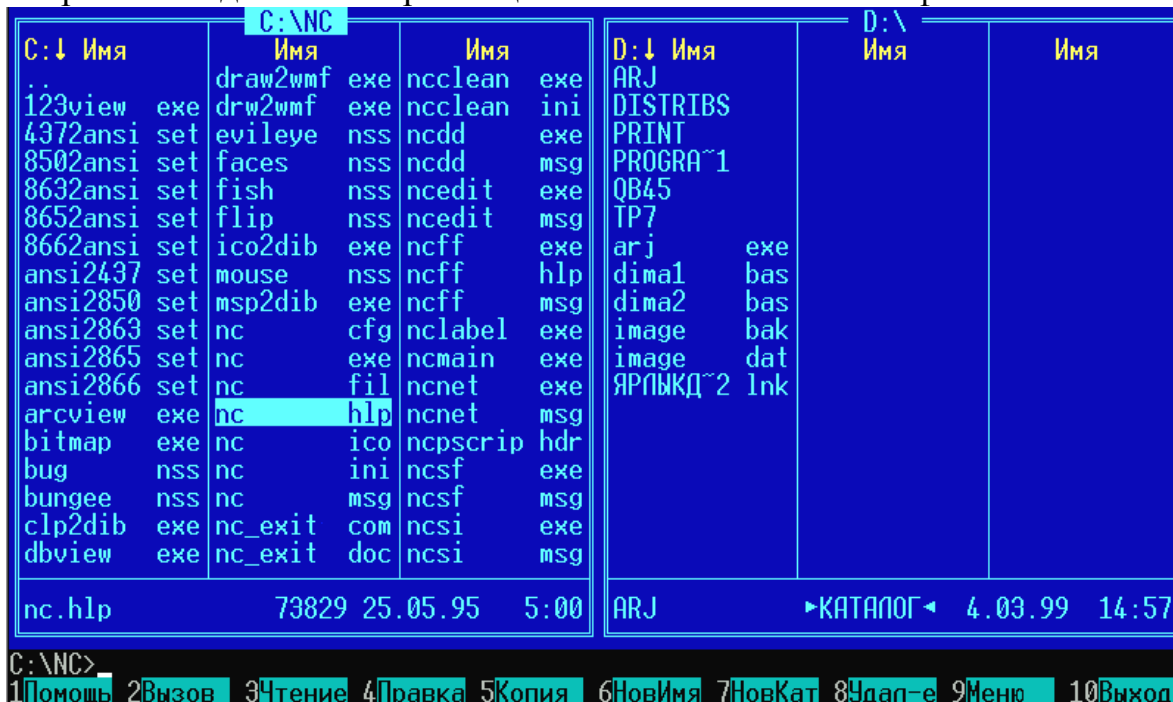 C:\NC D:\
C:↓ Имя Имя Имя D:↓ Имя Имя Имя
.. draw2wmf exe ncclean exe ARJ
123view exe drw2wmf exe ncclean ini DISTRIBS
4372ansi set evileye nss ncdd exe PRINT
8502ansi set faces nss ncdd msg PROGRA~1
8632ansi set fish nss ncedit exe QB45
8652ansi set flip nss ncedit msg TP7
8662ansi set ico2dib exe ncff exe arj exe
ansi2437 set mouse nss ncff hlp dima1 bas
ansi2850 set msp2dib exe ncff msg dima2 bas
ansi2863 set nc cfg nclabel exe image bak
ansi2865 set nc exe ncmain exe image dat
ansi2866 set nc fil ncnet exe ЯРЛЫКД~2 lnk
arcview exe nc hlp ncnet msg
bitmap exe nc ico ncpscrip hdr
bug nss nc ini ncsf exe
bungee nss nc msg ncsf msg
clp2dib exe nc_exit com ncsi exe
dbview exe nc_exit doc ncsi msg
nc.hlp 73829 25.05.95 5:00 ARJ ►КАТАЛОГ◄ 4.03.99 14:57
C:\NC>_
1Помощь 2Вызов 3Чтение 4Правка 5Копия 6НовИмя 7НовКат 8Удал-е 9Меню 10Выход